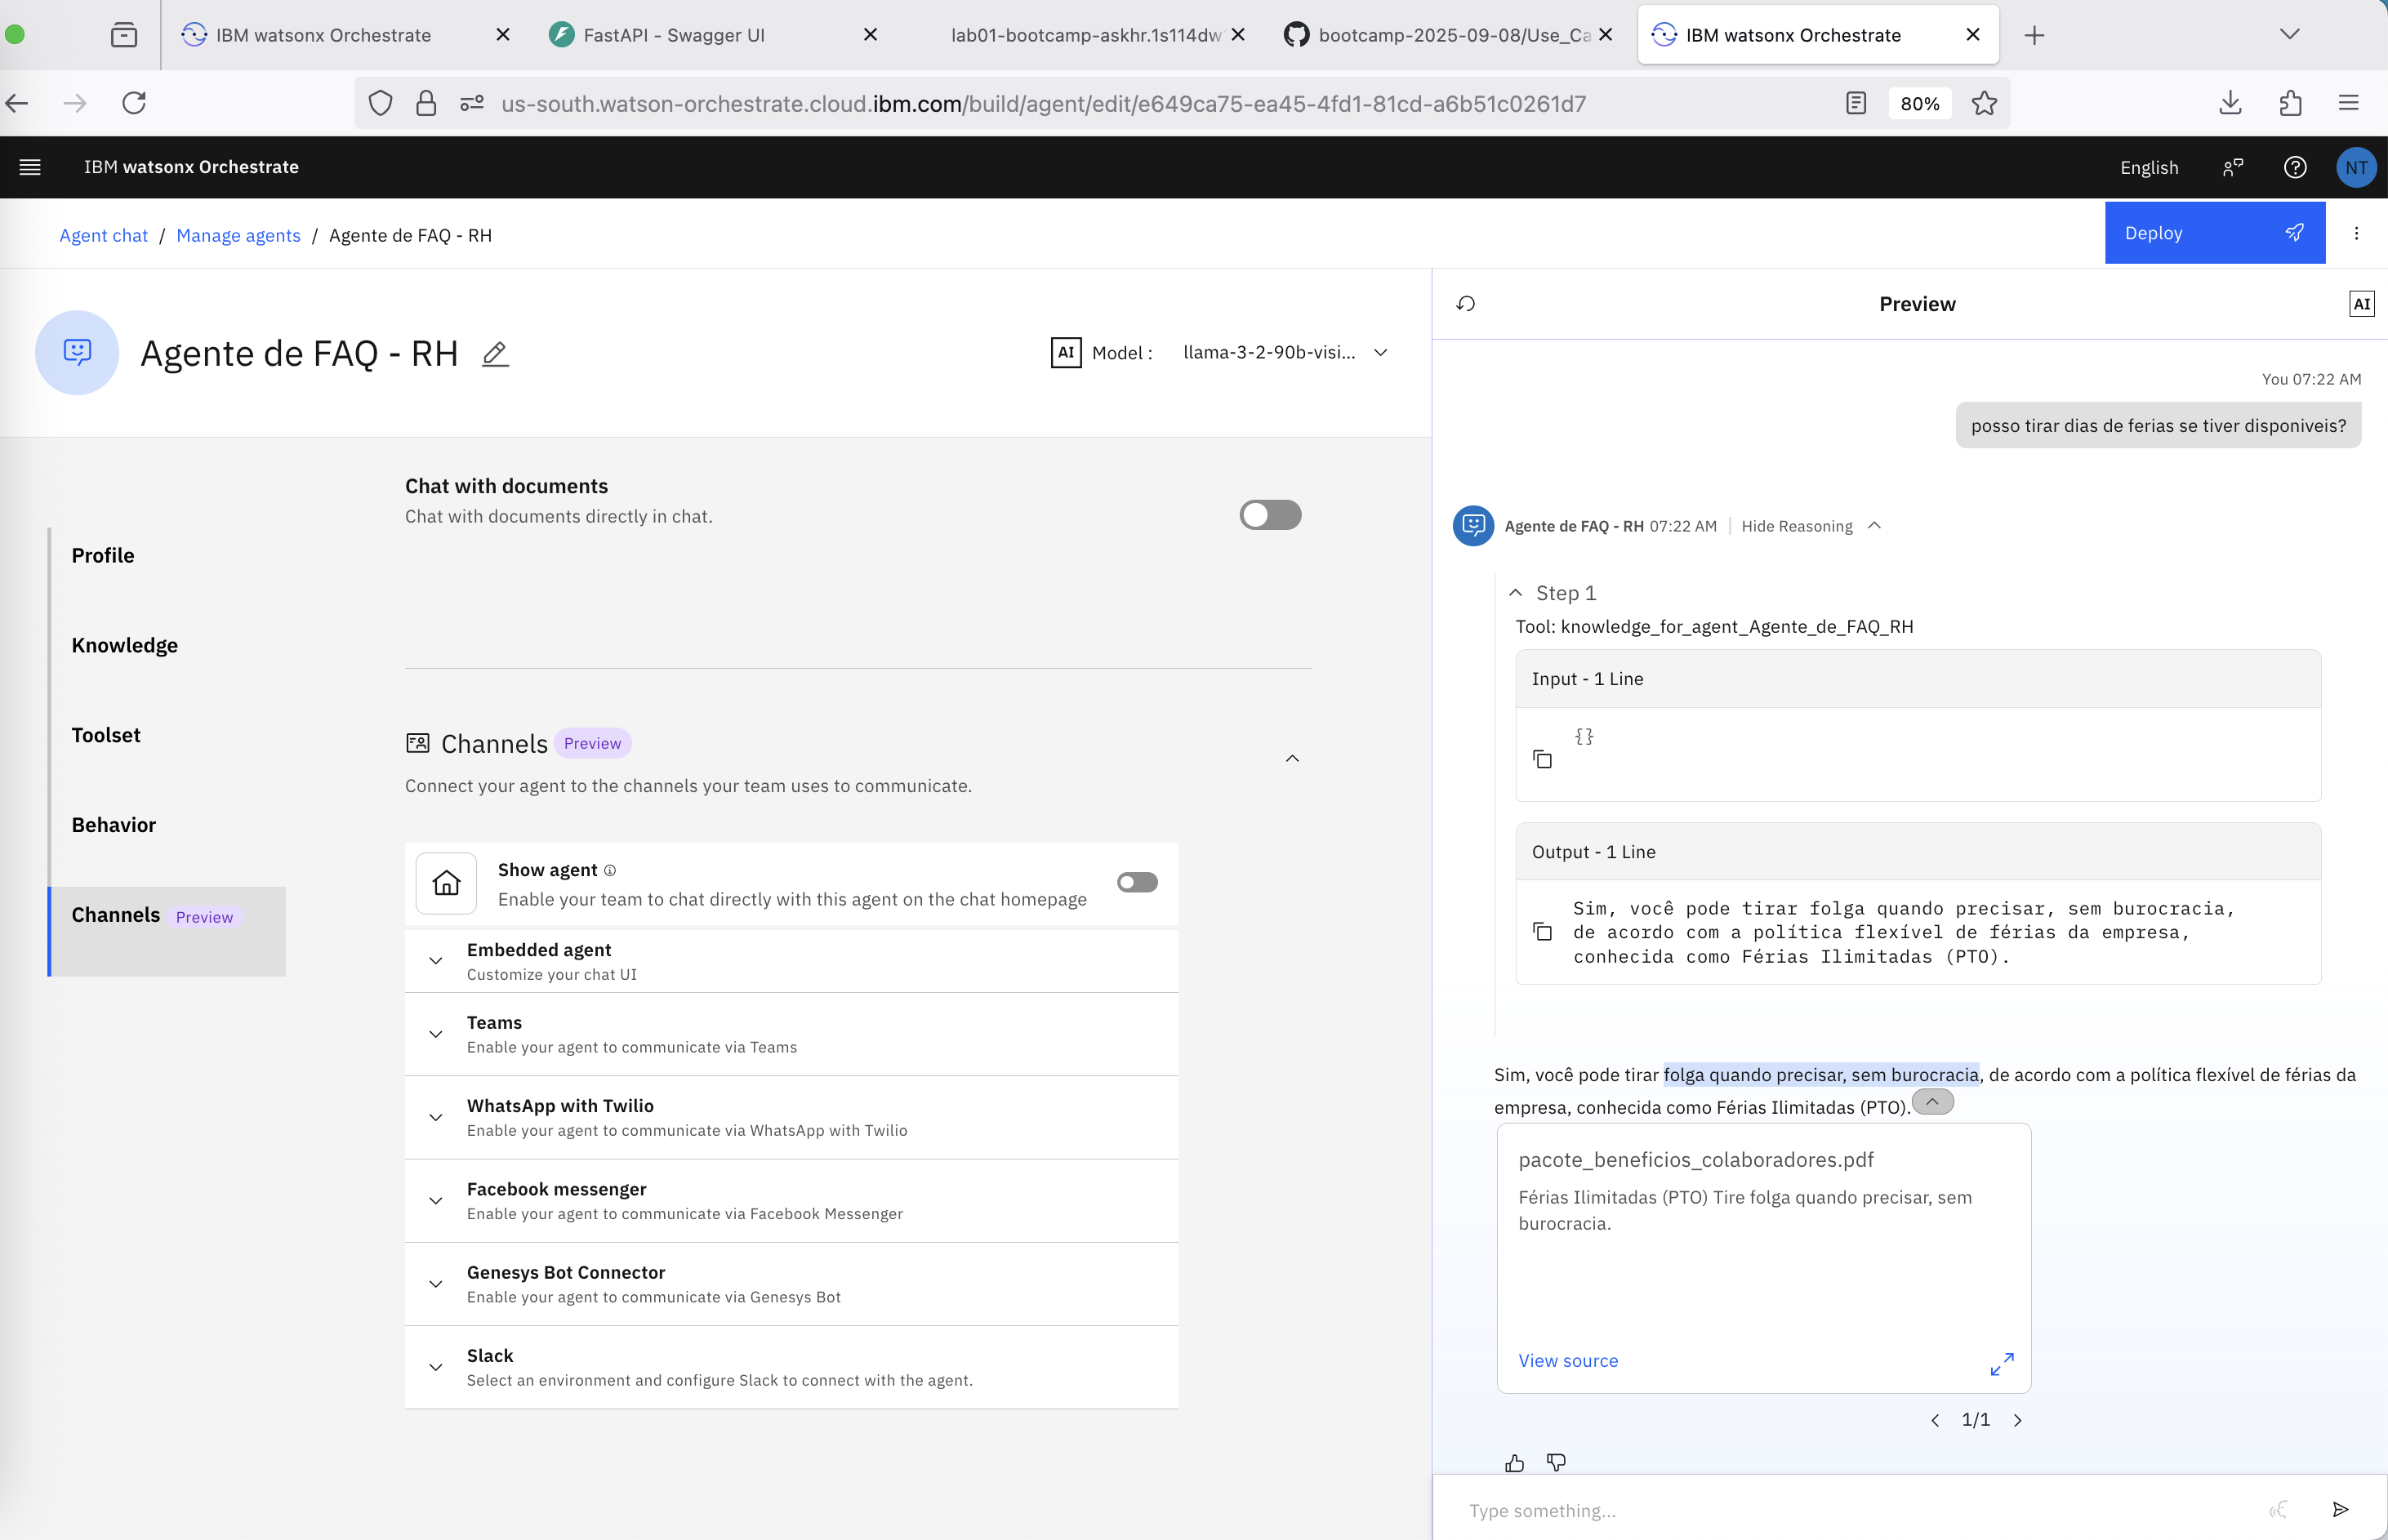 IBM watsonx Orchestrate
FastAPI - Swagger UI
lab01-bootcamp-askhr.1s114dw
bootcamp-2025-09-08/Use_Ca
IBM watsonx Orchestrate
us-south.watson-orchestrate.cloud.ibm.com/build/agent/edit/e649ca75-ea45-4fd1-81cd-a6b51c0261d7
80%
IBM watsonx Orchestrate
English
NT
Agent chat / Manage agents / Agente de FAQ - RH
Deploy
Agente de FAQ - RH
AI Model :
llama-3-2-90b-visi...
Profile
Knowledge
Toolset
Behavior
Channels Preview
Chat with documents
Chat with documents directly in chat.
Channels Preview
Connect your agent to the channels your team uses to communicate.
Show agent
Enable your team to chat directly with this agent on the chat homepage
Embedded agent
Customize your chat UI
Teams
Enable your agent to communicate via Teams
WhatsApp with Twilio
Enable your agent to communicate via WhatsApp with Twilio
Facebook messenger
Enable your agent to communicate via Facebook Messenger
Genesys Bot Connector
Enable your agent to communicate via Genesys Bot
Slack
Select an environment and configure Slack to connect with the agent.
Preview
AI
You 07:22 AM
posso tirar dias de ferias se tiver disponiveis?
Agente de FAQ - RH 07:22 AM | Hide Reasoning
Step 1
Tool: knowledge_for_agent_Agente_de_FAQ_RH
Input - 1 Line
{}
Output - 1 Line
Sim, você pode tirar folga quando precisar, sem burocracia,
de acordo com a política flexível de férias da empresa,
conhecida como Férias Ilimitadas (PTO).
Sim, você pode tirar folga quando precisar, sem burocracia, de acordo com a política flexível de férias da
empresa, conhecida como Férias Ilimitadas (PTO).
pacote_beneficios_colaboradores.pdf
Férias Ilimitadas (PTO) Tire folga quando precisar, sem
burocracia.
View source
1/1
Type something...